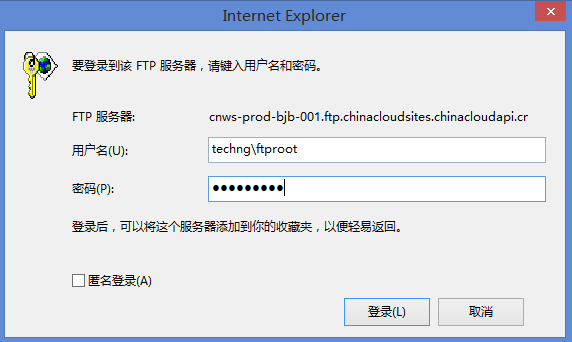 Internet Explorer
要登录到该 FTP 服务器，请键入用户名和密码。
FTP 服务器: cnws-prod-bjb-001.ftp.chinacloudsites.chinacloudapi.cr
用户名(U): techng\ftproot
密码(P): ●●●●●●●●●
登录后，可以将这个服务器添加到你的收藏夹，以便轻易返回。
匿名登录(A)
登录(L) 取消